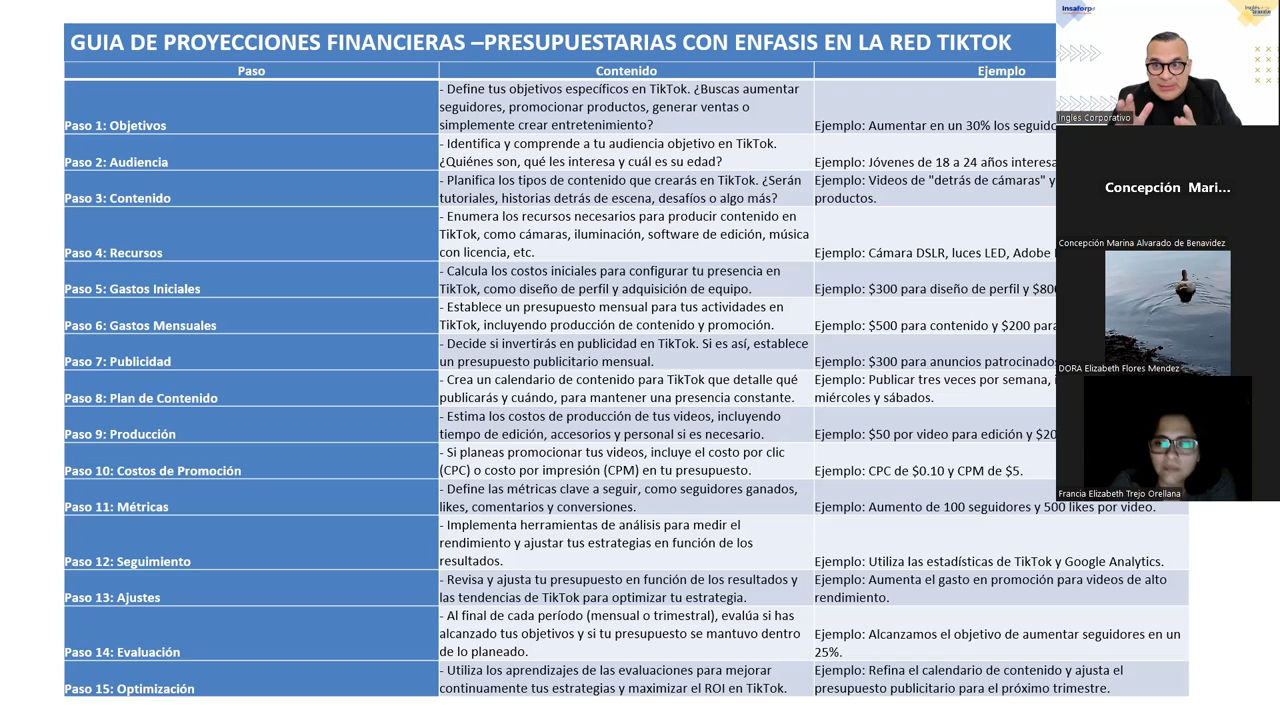 GUIA DE PROYECCIONES FINANCIERAS –PRESUPUESTARIAS CON ENFASIS EN LA RED TIKTOK
Paso
Contenido
Ejemplo
Paso 1: Objetivos
- Define tus objetivos específicos en TikTok. ¿Buscas aumentar
seguidores, promocionar productos, generar ventas o
simplemente crear entretenimiento?
Ejemplo: Aumentar en un 30% los
Paso 2: Audiencia
- Identifica y comprende a tu audiencia objetivo en TikTok.
¿Quiénes son, qué les interesa y cuál es su edad?
Ejemplo: Jóvenes de 18 a 24 años
Paso 3: Contenido
- Planifica los tipos de contenido que crearás en TikTok. ¿Serán
tutoriales, historias detrás de escena, desafíos o algo más?
Ejemplo: Videos de "detrás de cámaras" y
productos.
Paso 4: Recursos
- Enumera los recursos necesarios para producir contenido en
TikTok, como cámaras, iluminación, software de edición, música
con licencia, etc.
Ejemplo: Cámara DSLR, luces LED, Adobe
Paso 5: Gastos Iniciales
- Calcula los costos iniciales para configurar tu presencia en
TikTok, como diseño de perfil y adquisición de equipo.
Ejemplo: $300 para diseño de perfil y $800
Paso 6: Gastos Mensuales
- Establece un presupuesto mensual para tus actividades en
TikTok, incluyendo producción de contenido y promoción.
Ejemplo: $500 para contenido y $200 para
Paso 7: Publicidad
- Decide si invertirás en publicidad en TikTok. Si es así, establece
un presupuesto publicitario mensual.
Ejemplo: $300 para anuncios patrocinados
Paso 8: Plan de Contenido
- Crea un calendario de contenido para TikTok que detalle qué
publicarás y cuándo, para mantener una presencia constante.
Ejemplo: Publicar tres veces por semana,
miércoles y sábados.
Paso 9: Producción
- Estima los costos de producción de tus videos, incluyendo
tiempo de edición, accesorios y personal si es necesario.
Ejemplo: $50 por video para edición y $20
Paso 10: Costos de Promoción
- Si planeas promocionar tus videos, incluye el costo por clic
(CPC) o costo por impresión (CPM) en tu presupuesto.
Ejemplo: CPC de $0.10 y CPM de $5.
Paso 11: Métricas
- Define las métricas clave a seguir, como seguidores ganados,
likes, comentarios y conversiones.
Ejemplo: Aumento de 100 seguidores y 500 likes por video.
Paso 12: Seguimiento
- Implementa herramientas de análisis para medir el
rendimiento y ajustar tus estrategias en función de los
resultados.
Ejemplo: Utiliza las estadísticas de TikTok y Google Analytics.
Paso 13: Ajustes
- Revisa y ajusta tu presupuesto en función de los resultados y
las tendencias de TikTok para optimizar tu estrategia.
Ejemplo: Aumenta el gasto en promoción para videos de alto
rendimiento.
Paso 14: Evaluación
- Al final de cada período (mensual o trimestral), evalúa si has
alcanzado tus objetivos y si tu presupuesto se mantuvo dentro
de lo planeado.
Ejemplo: Alcanzamos el objetivo de aumentar seguidores en un
25%.
Paso 15: Optimización
- Utiliza los aprendizajes de las evaluaciones para mejorar
continuamente tus estrategias y maximizar el ROI en TikTok.
Ejemplo: Refina el calendario de contenido y ajusta el
presupuesto publicitario para el próximo trimestre.
Insaforp
Ingles Corporativo
Concepción Mari...
Concepción Marina Alvarado de Benavidez
DORA Elizabeth Flores Mendez
Francia Elizabeth Trejo Orellana